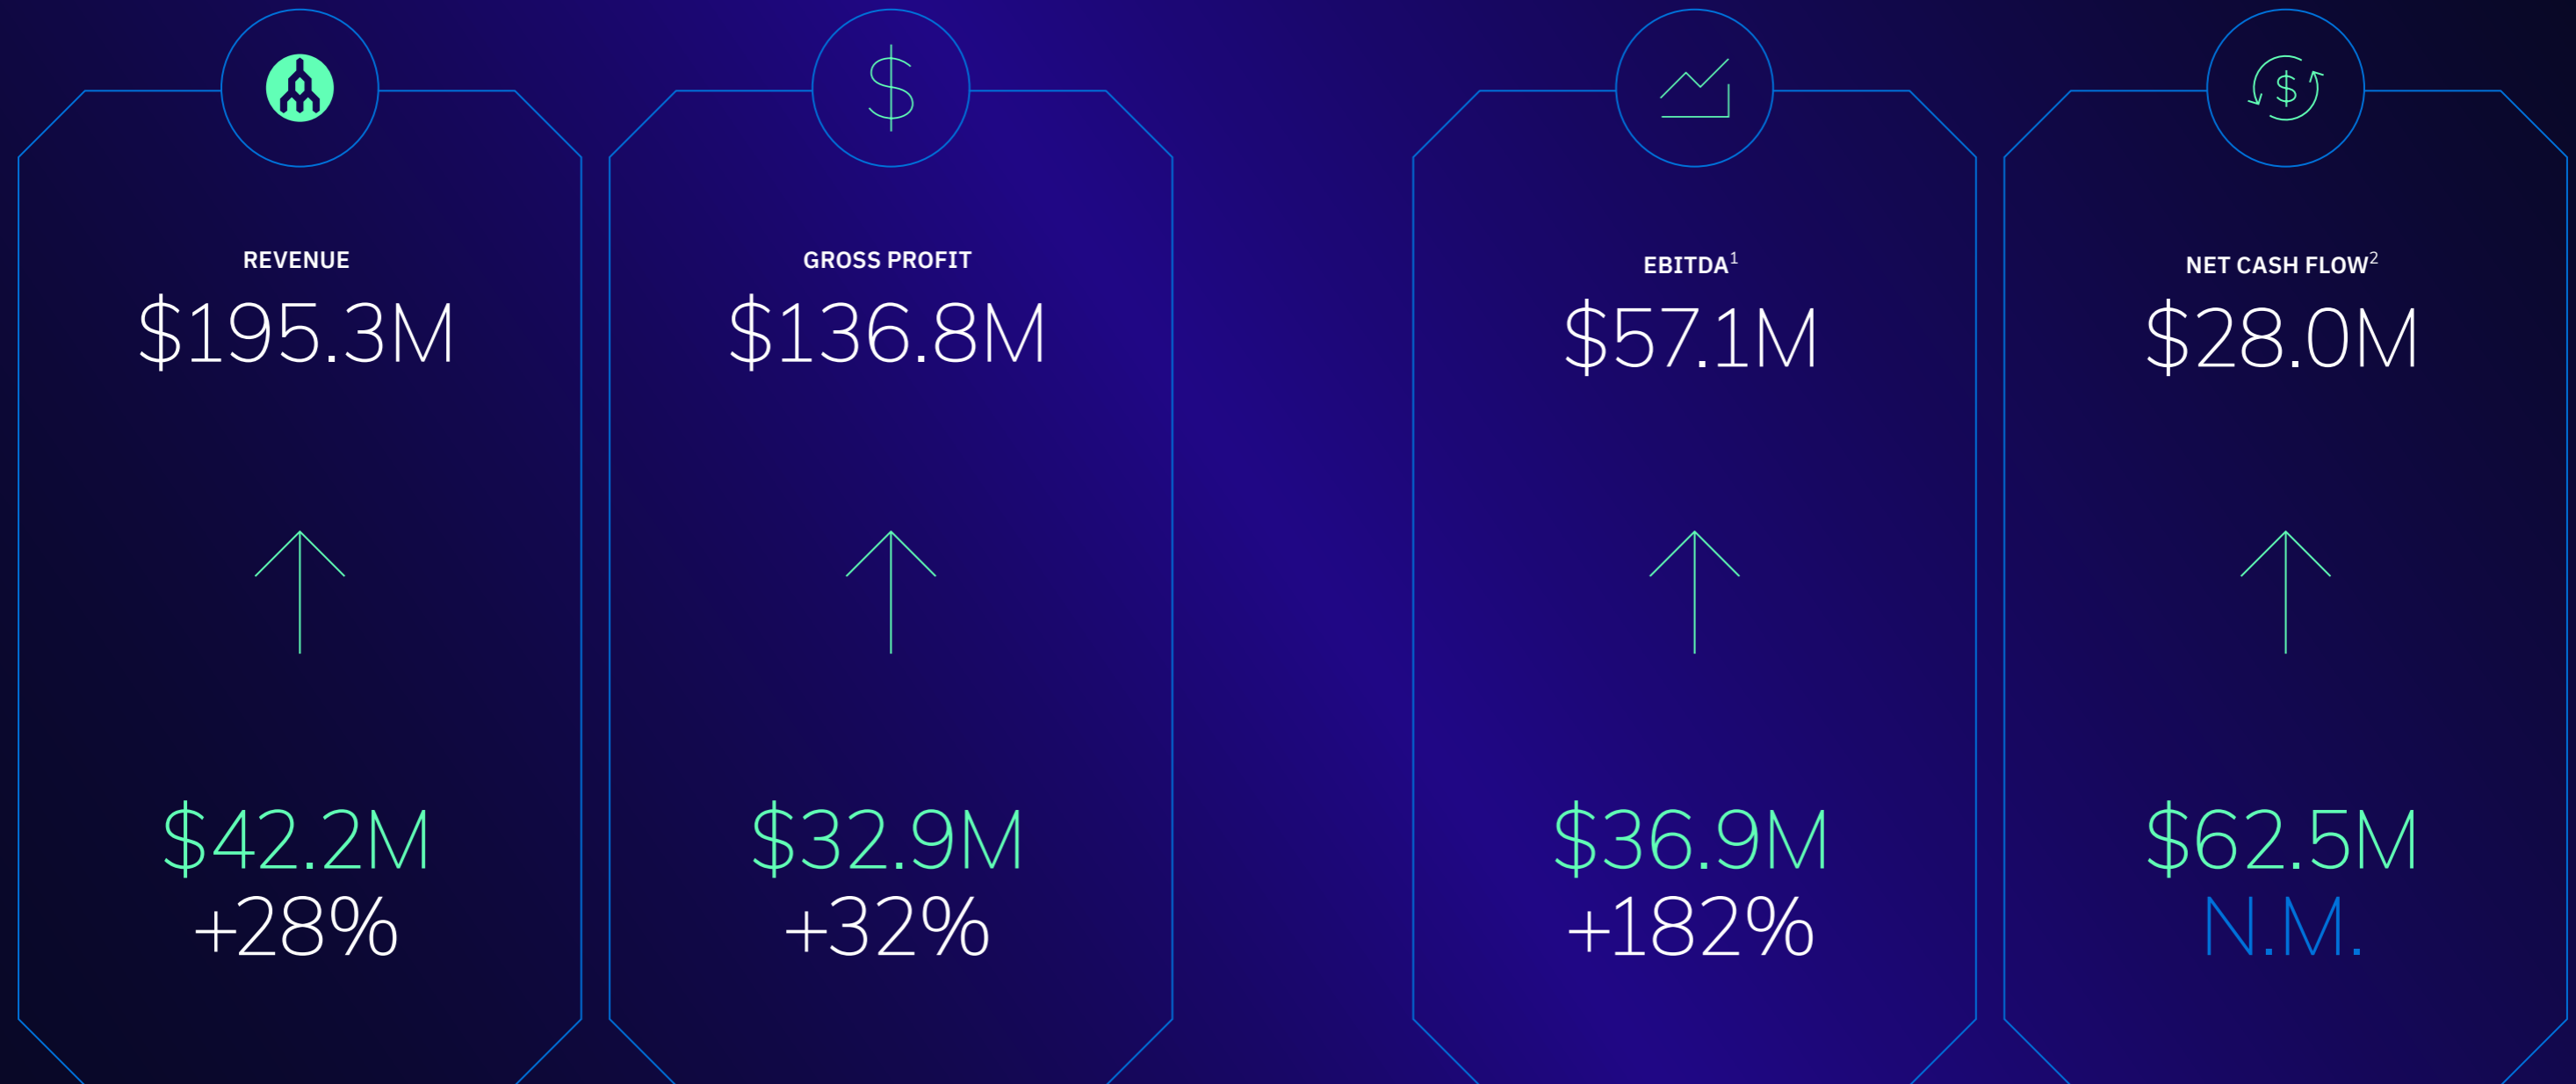 REVENUE
$195.3M
$42.2M
+28%
GROSS PROFIT
$136.8M
$32.9M
+32%
EBITDA¹
$57.1M
$36.9M
+182%
NET CASH FLOW²
$28.0M
$62.5M
N.M.